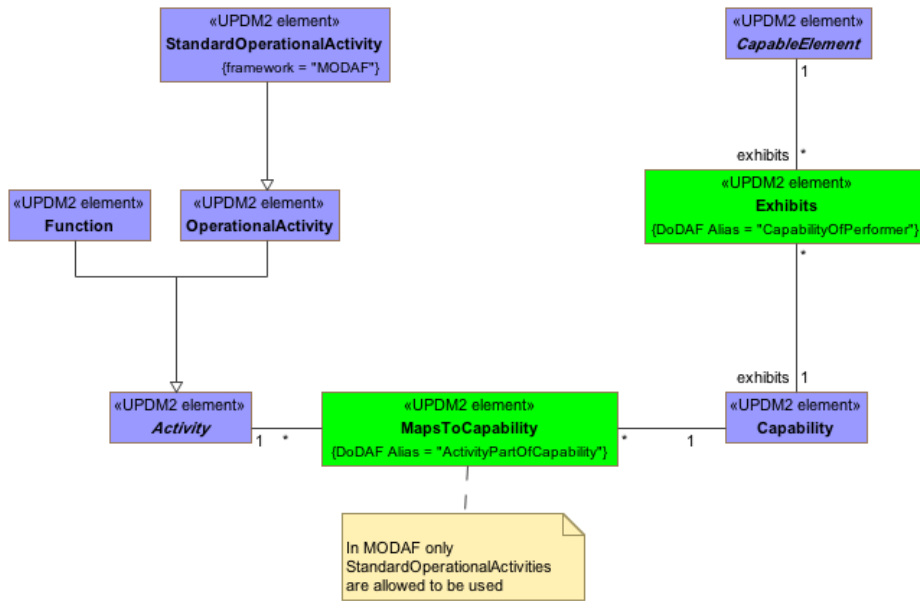 «UPDM2 element»
StandardOperationalActivity
{framework = "MODAF"}
«UPDM2 element»
CapableElement
1
exhibits *
«UPDM2 element»
Exhibits
{DoDAF Alias = "CapabilityOfPerformer"}
*
«UPDM2 element»
Function
«UPDM2 element»
OperationalActivity
exhibits 1
«UPDM2 element»
Activity
1 *
«UPDM2 element»
MapsToCapability
{DoDAF Alias = "ActivityPartOfCapability"}
* 1
«UPDM2 element»
Capability
In MODAF only
StandardOperationalActivities
are allowed to be used